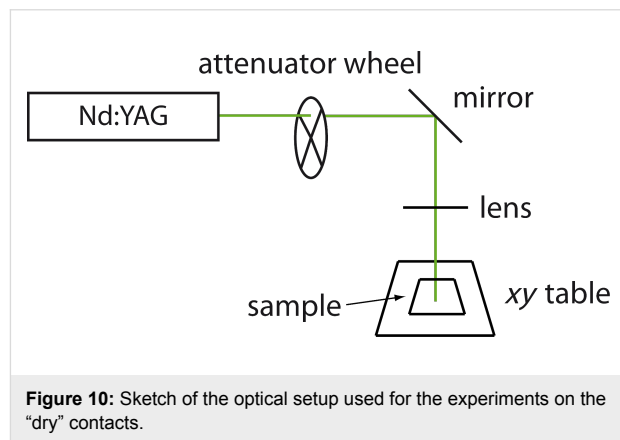 attenuator wheel
mirror
Nd:YAG
lens
sample
xy table
Figure 10: Sketch of the optical setup used for the experiments on the
“dry” contacts.